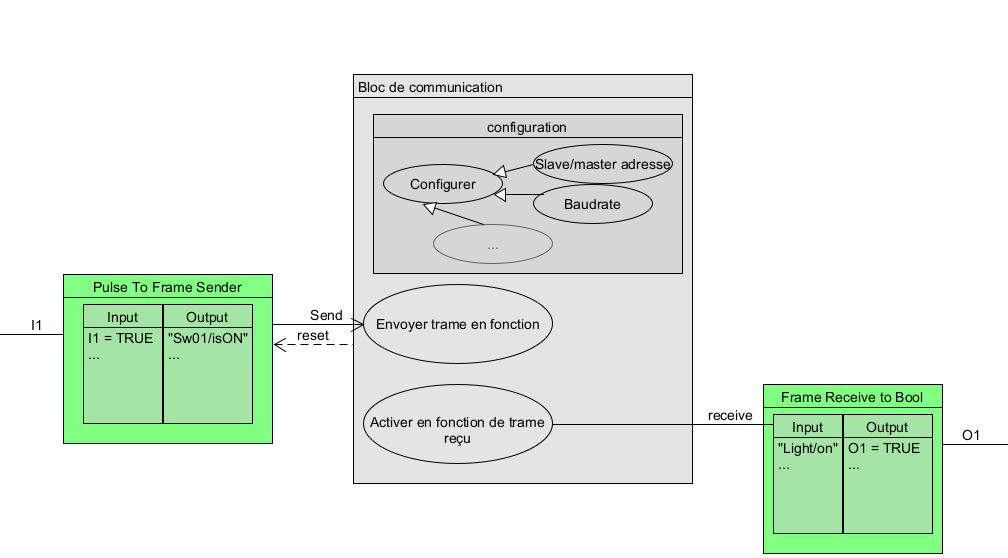 Bloc de communication
configuration
Slave/master adresse
Configurer
Baudrate
...
Pulse To Frame Sender
Input
Output
I1 = TRUE
"Sw01/isON"
...
...
I1
Send
reset
Envoyer trame en fonction
Activer en fonction de trame
reçu
receive
Frame Receive to Bool
Input
Output
"Light/on"
O1 = TRUE
...
...
O1